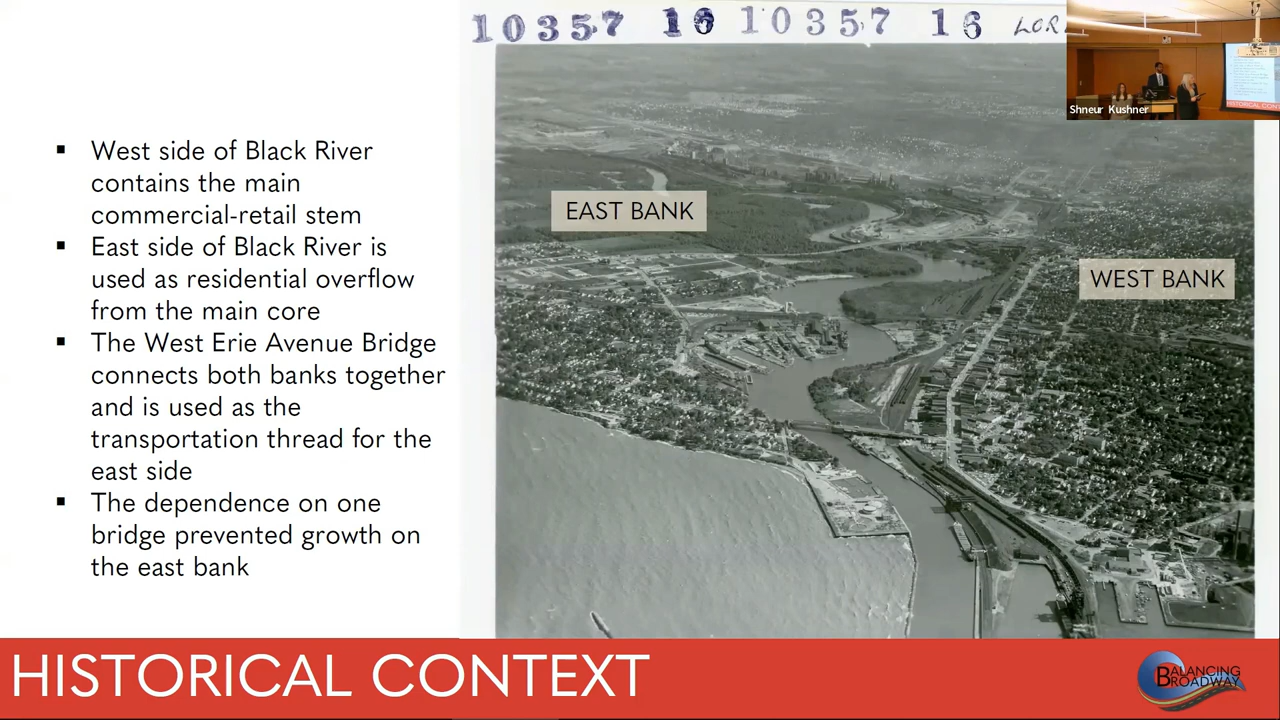 10357 16 10357 16 LOR
Shneur Kushner
HISTORICAL CONT
▪ West side of Black River
contains the main
commercial-retail stem
▪ East side of Black River is
used as residential overflow
from the main core
▪ The West Erie Avenue Bridge
connects both banks together
and is used as the
transportation thread for the
east side
▪ The dependence on one
bridge prevented growth on
the east bank
EAST BANK
WEST BANK
HISTORICAL CONTEXT
BALANCING
BROADWAY